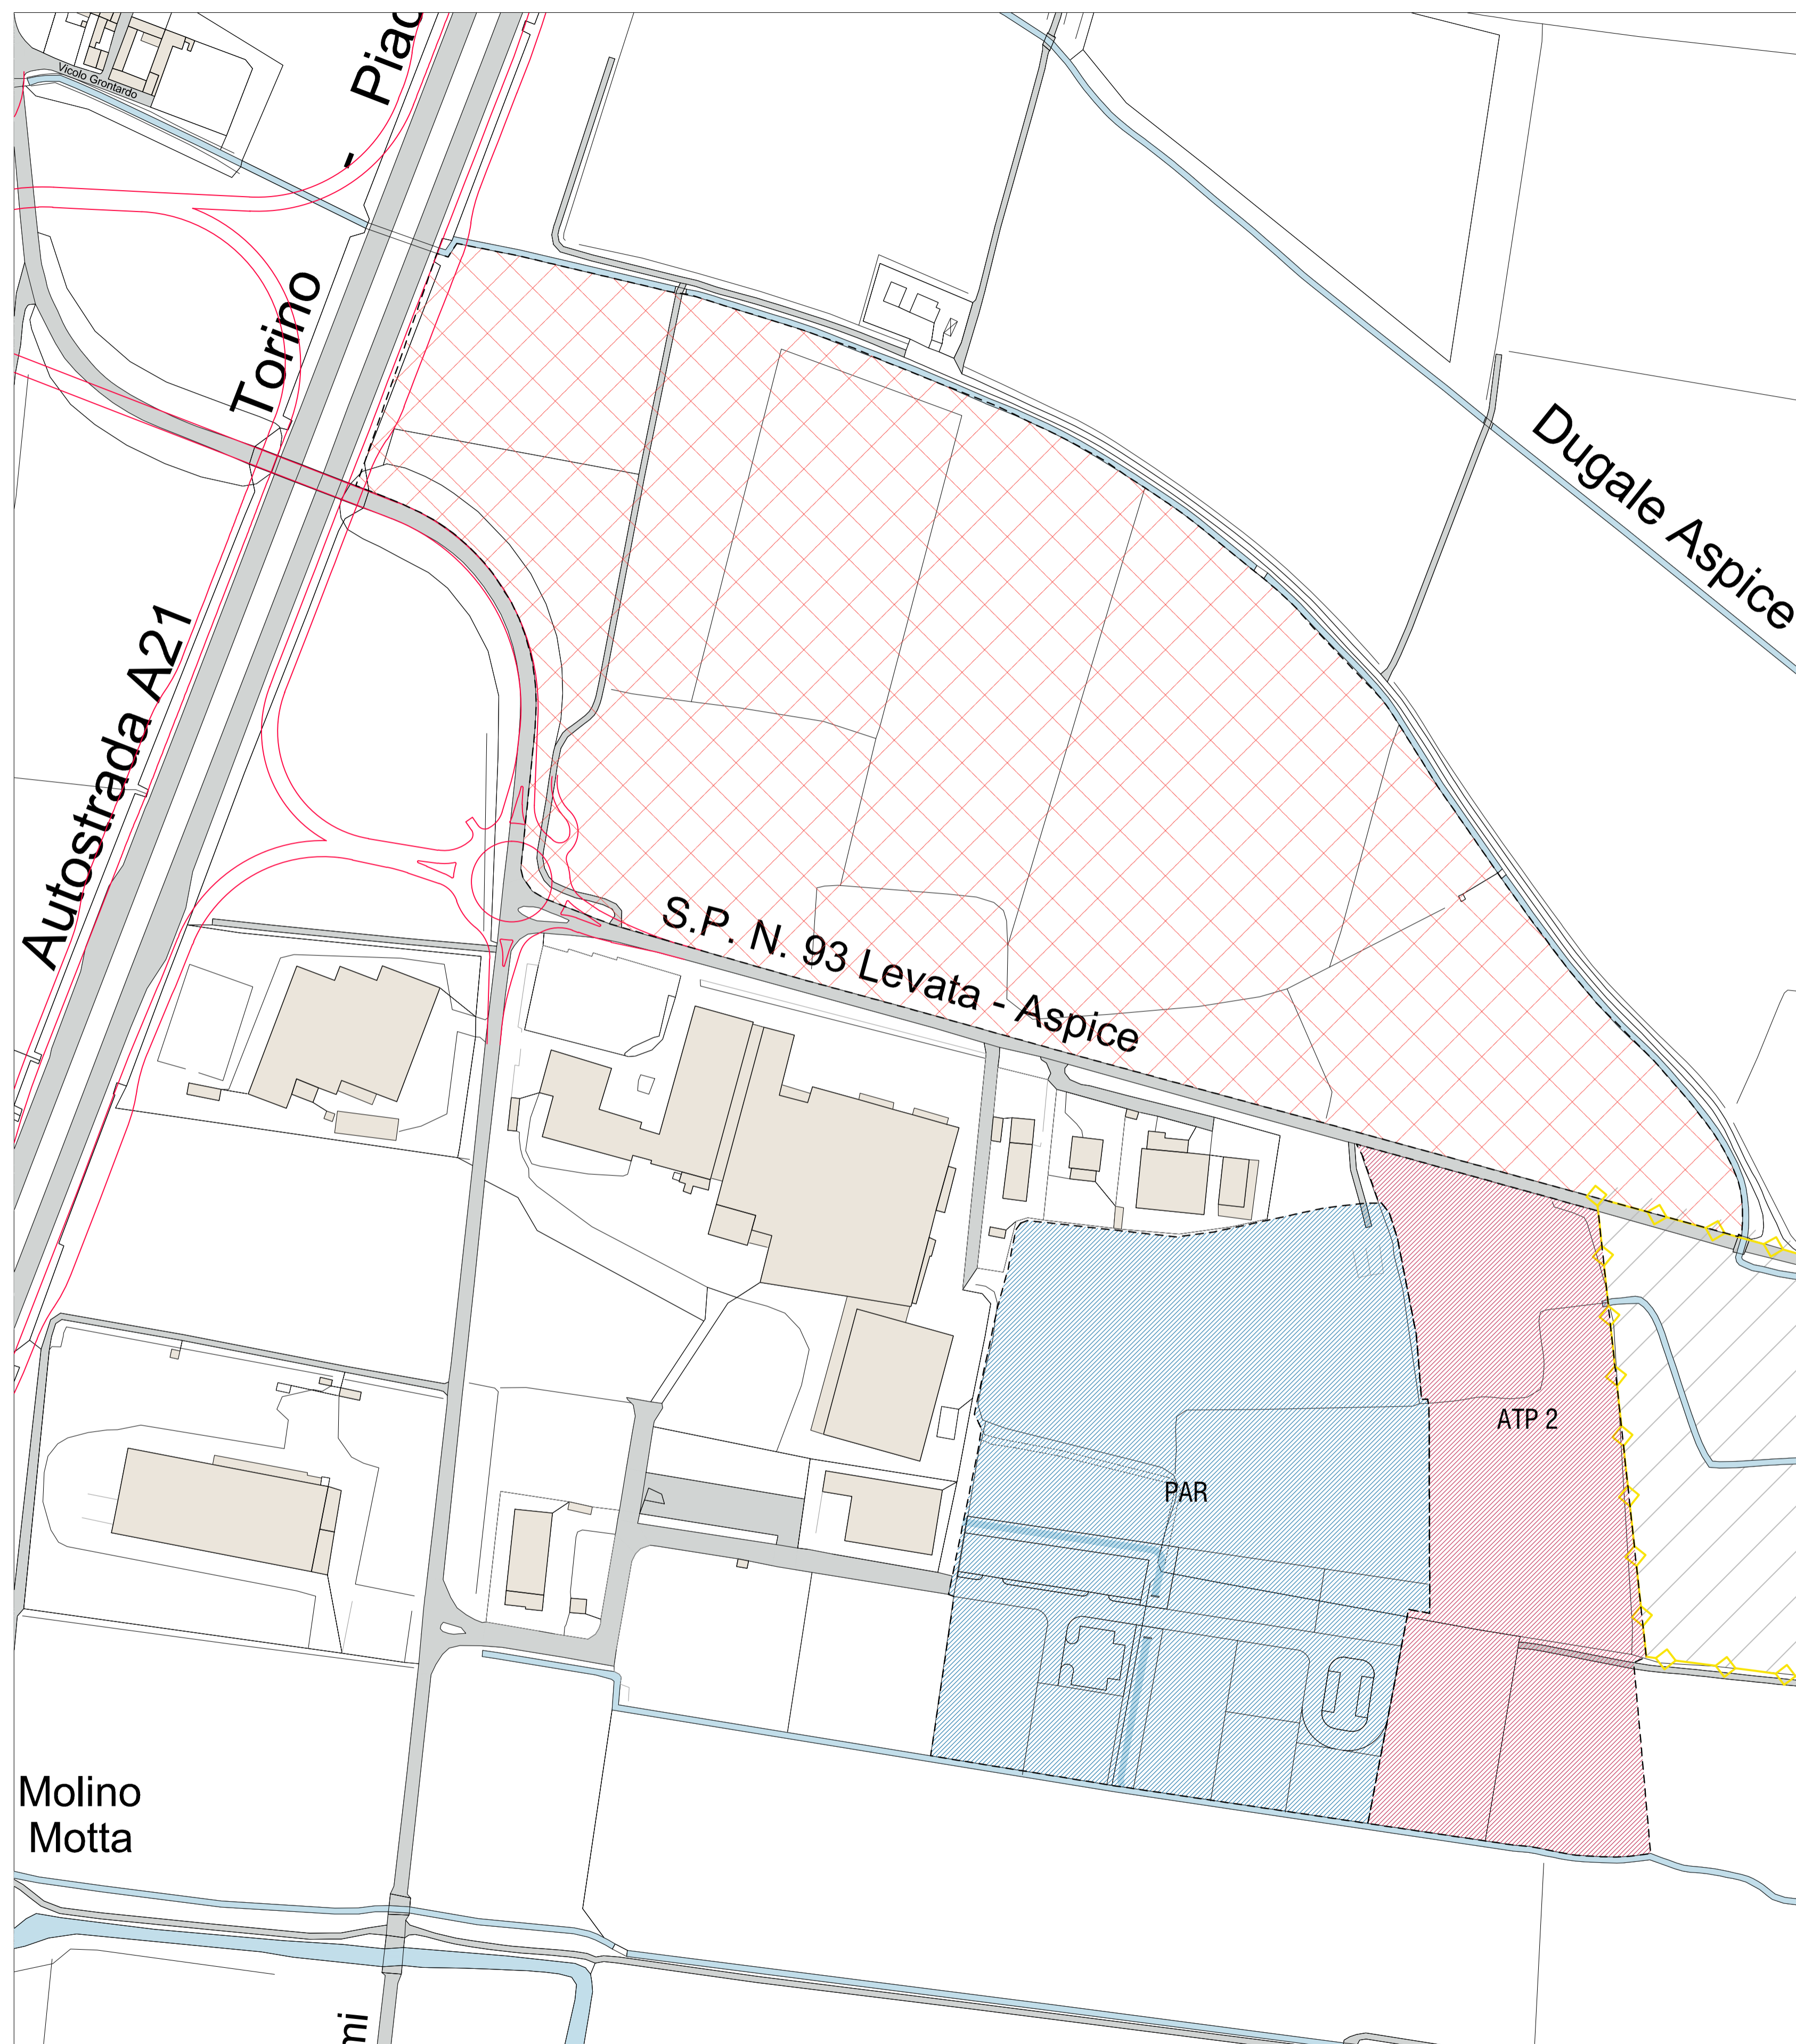 - Piac
Vicolo Grontardo
Torino
Dugale Aspice
Autostrada A21
S.P. N. 93 Levata - Aspice
ATP 2
PAR
Molino
Motta
mi